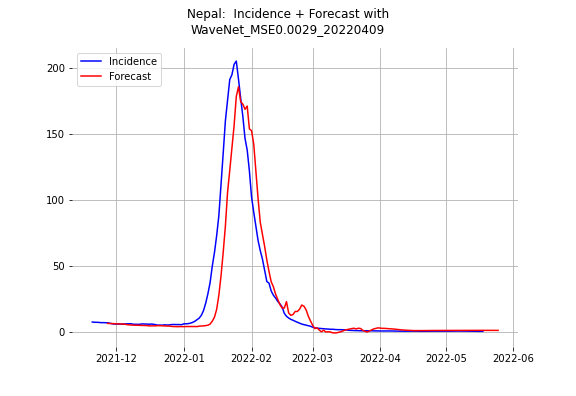 Nepal:  Incidence + Forecast with
WaveNet_MSE0.0029_20220409
Incidence
Forecast
200
150
100
50
0
2021-12 2022-01 2022-02 2022-03 2022-04 2022-05 2022-06